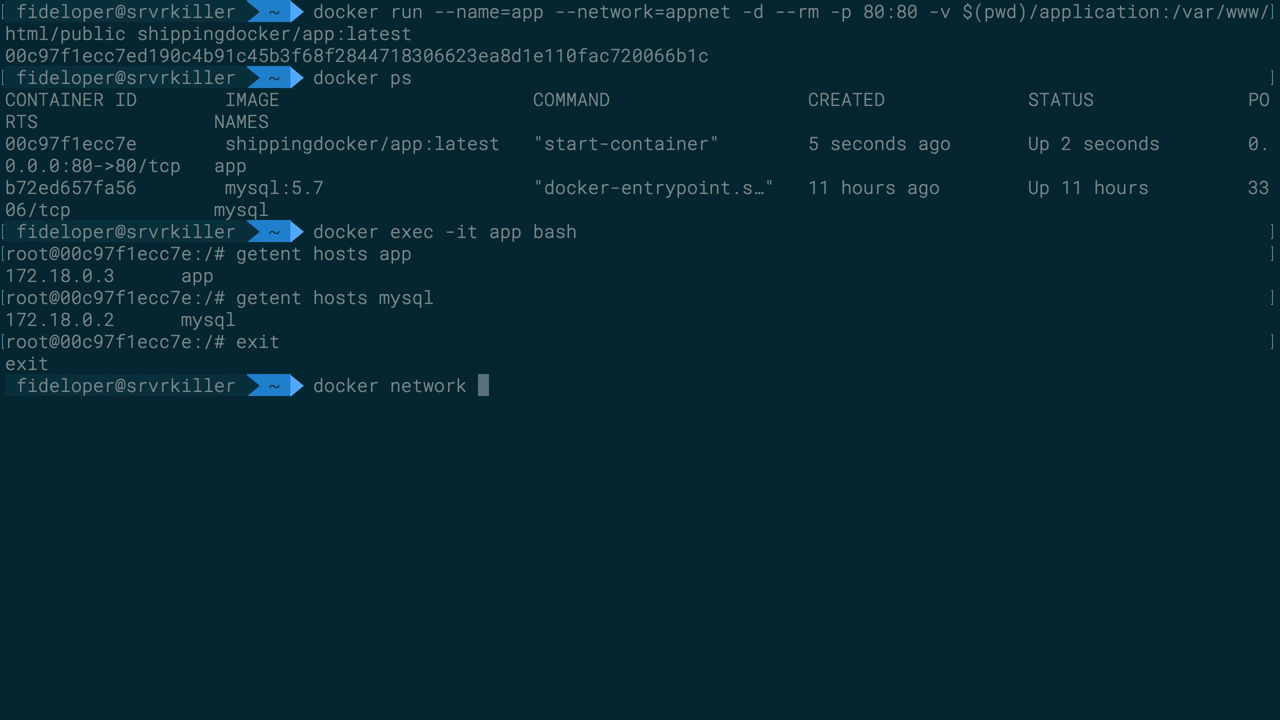 fideloper@srvrkiller ~ docker run --name=app --network=appnet -d --rm -p 80:80 -v $(pwd)/application:/var/www/
html/public shippingdocker/app:latest
00c97f1ecc7ed190c4b91c45b3f68f2844718306623ea8d1e110fac720066b1c
[ fideloper@srvrkiller ~ docker ps ]
CONTAINER ID IMAGE COMMAND CREATED STATUS PO
RTS NAMES
00c97f1ecc7e shippingdocker/app:latest "start-container" 5 seconds ago Up 2 seconds 0.
0.0.0:80->80/tcp app
b72ed657fa56 mysql:5.7 "docker-entrypoint.s…" 11 hours ago Up 11 hours 33
06/tcp mysql
[ fideloper@srvrkiller ~ docker exec -it app bash ]
[root@00c97f1ecc7e:/# getent hosts app ]
172.18.0.3 app
[root@00c97f1ecc7e:/# getent hosts mysql ]
172.18.0.2 mysql
[root@00c97f1ecc7e:/# exit ]
exit
fideloper@srvrkiller ~ docker network